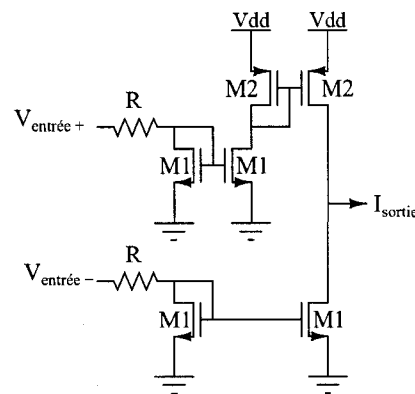 Vdd Vdd
M2 M2
R
Ventrée +
M1 M1
Isortie
R
Ventrée −
M1 M1